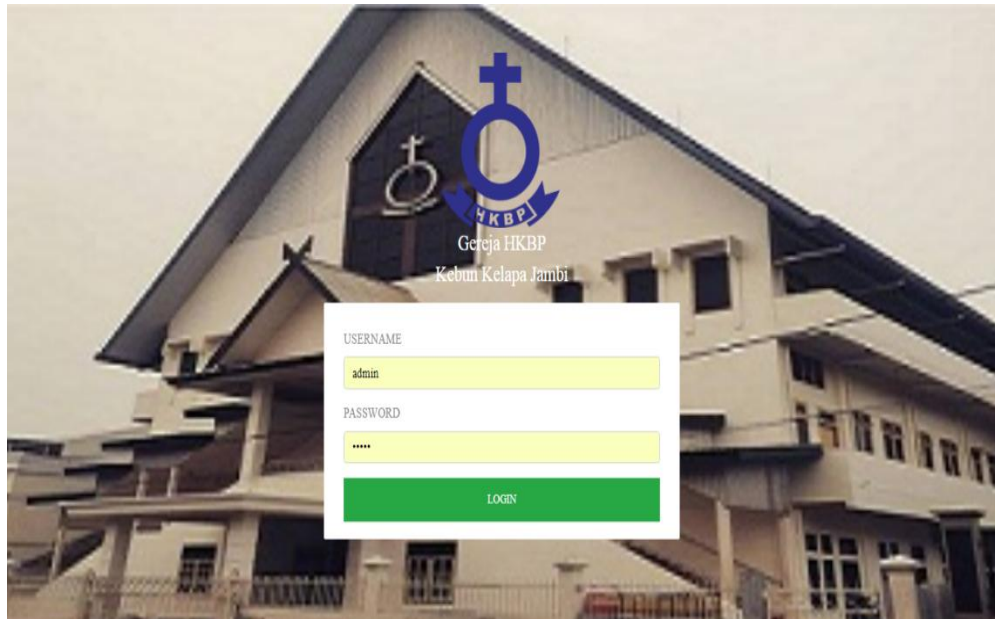 HKBP
Gereja HKBP
Kebun Kelapa Jambi
USERNAME
admin
PASSWORD
•••••
LOGIN